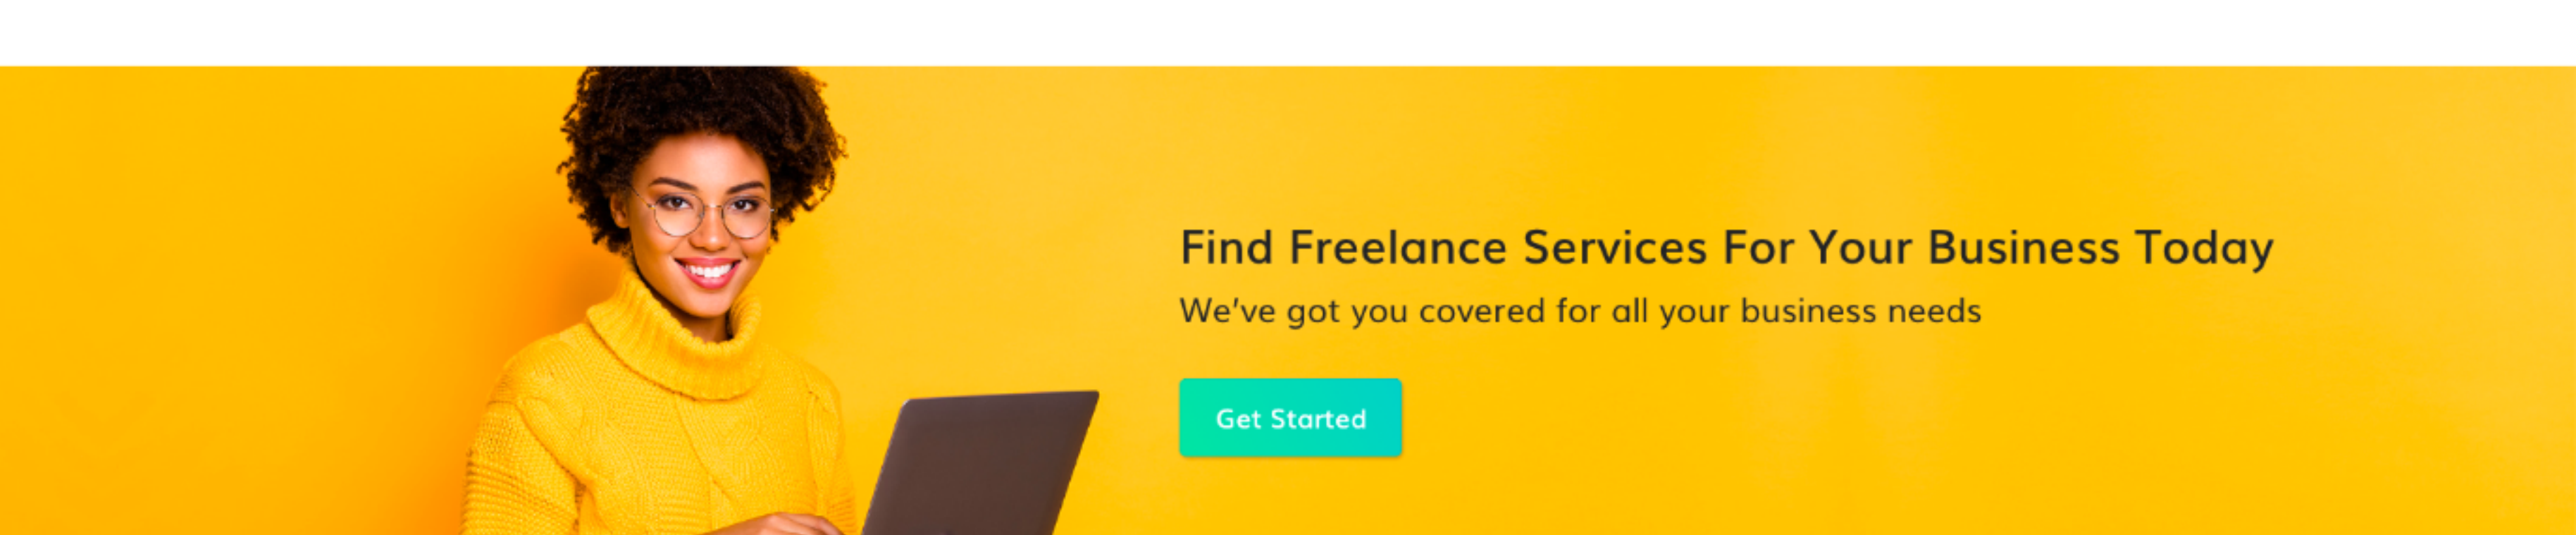 Find Freelance Services For Your Business Today
We've got you covered for all your business needs
Get Started